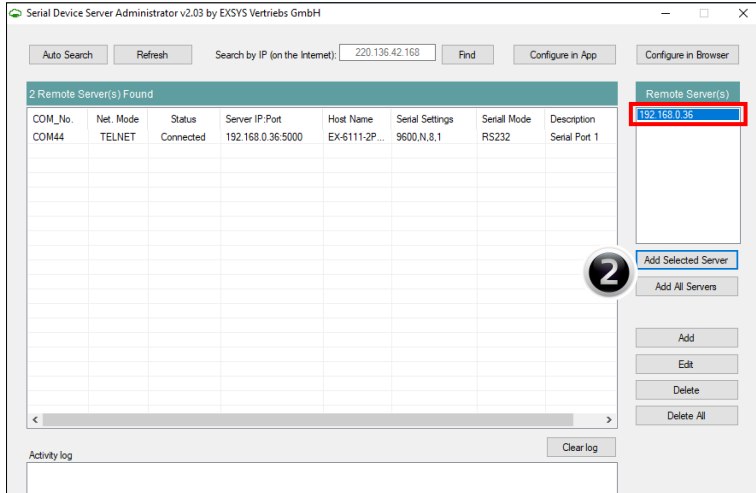 Serial Device Server Administrator v2.03 by EXSYS Vertriebs GmbH
Auto Search Refresh Search by IP (on the Internet): 220.136.42.168 Find Configure in App Configure in Browser
2 Remote Server(s) Found Remote Server(s)
COM_No. Net. Mode Status Server IP:Port Host Name Serial Settings Seriall Mode Description 192.168.0.36
COM44 TELNET Connected 192.168.0.36:5000 EX-6111-2P... 9600,N,8,1 RS232 Serial Port 1
2 Add Selected Server
Add All Servers
Add
Edit
Delete
Delete All
Clear log
Activity log